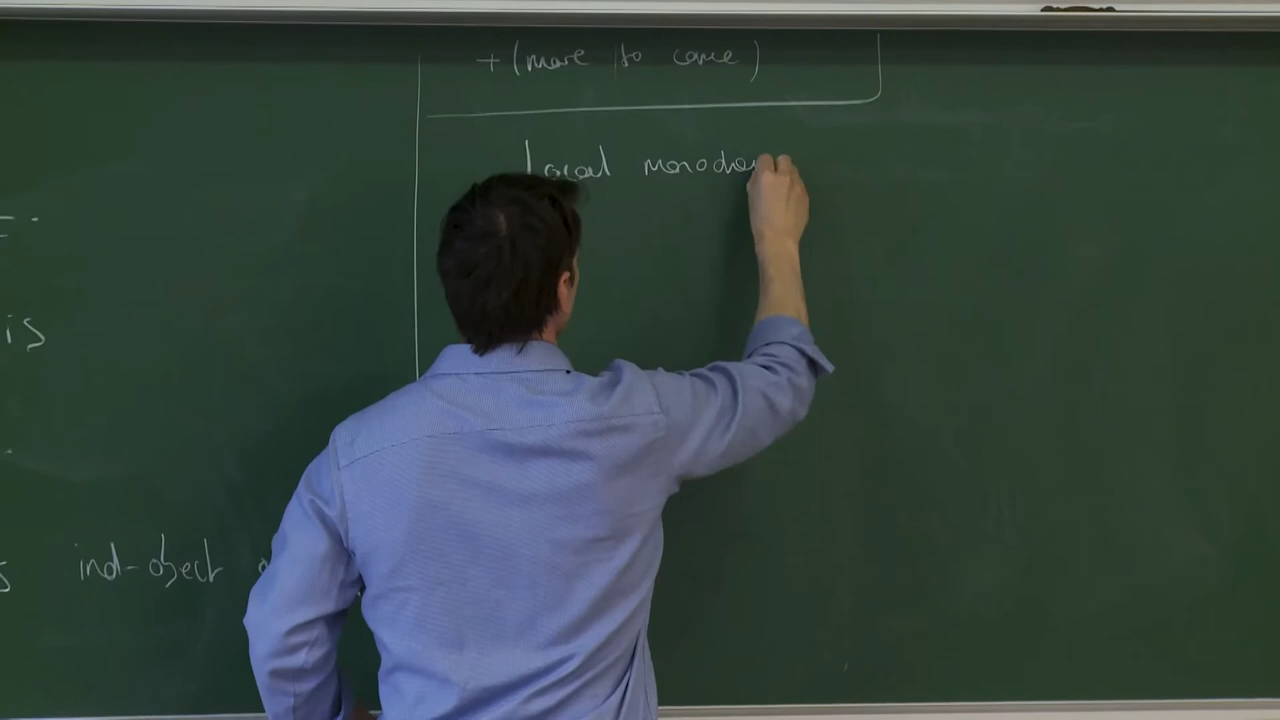 + (more to come)
Local monodro
is
ind-object